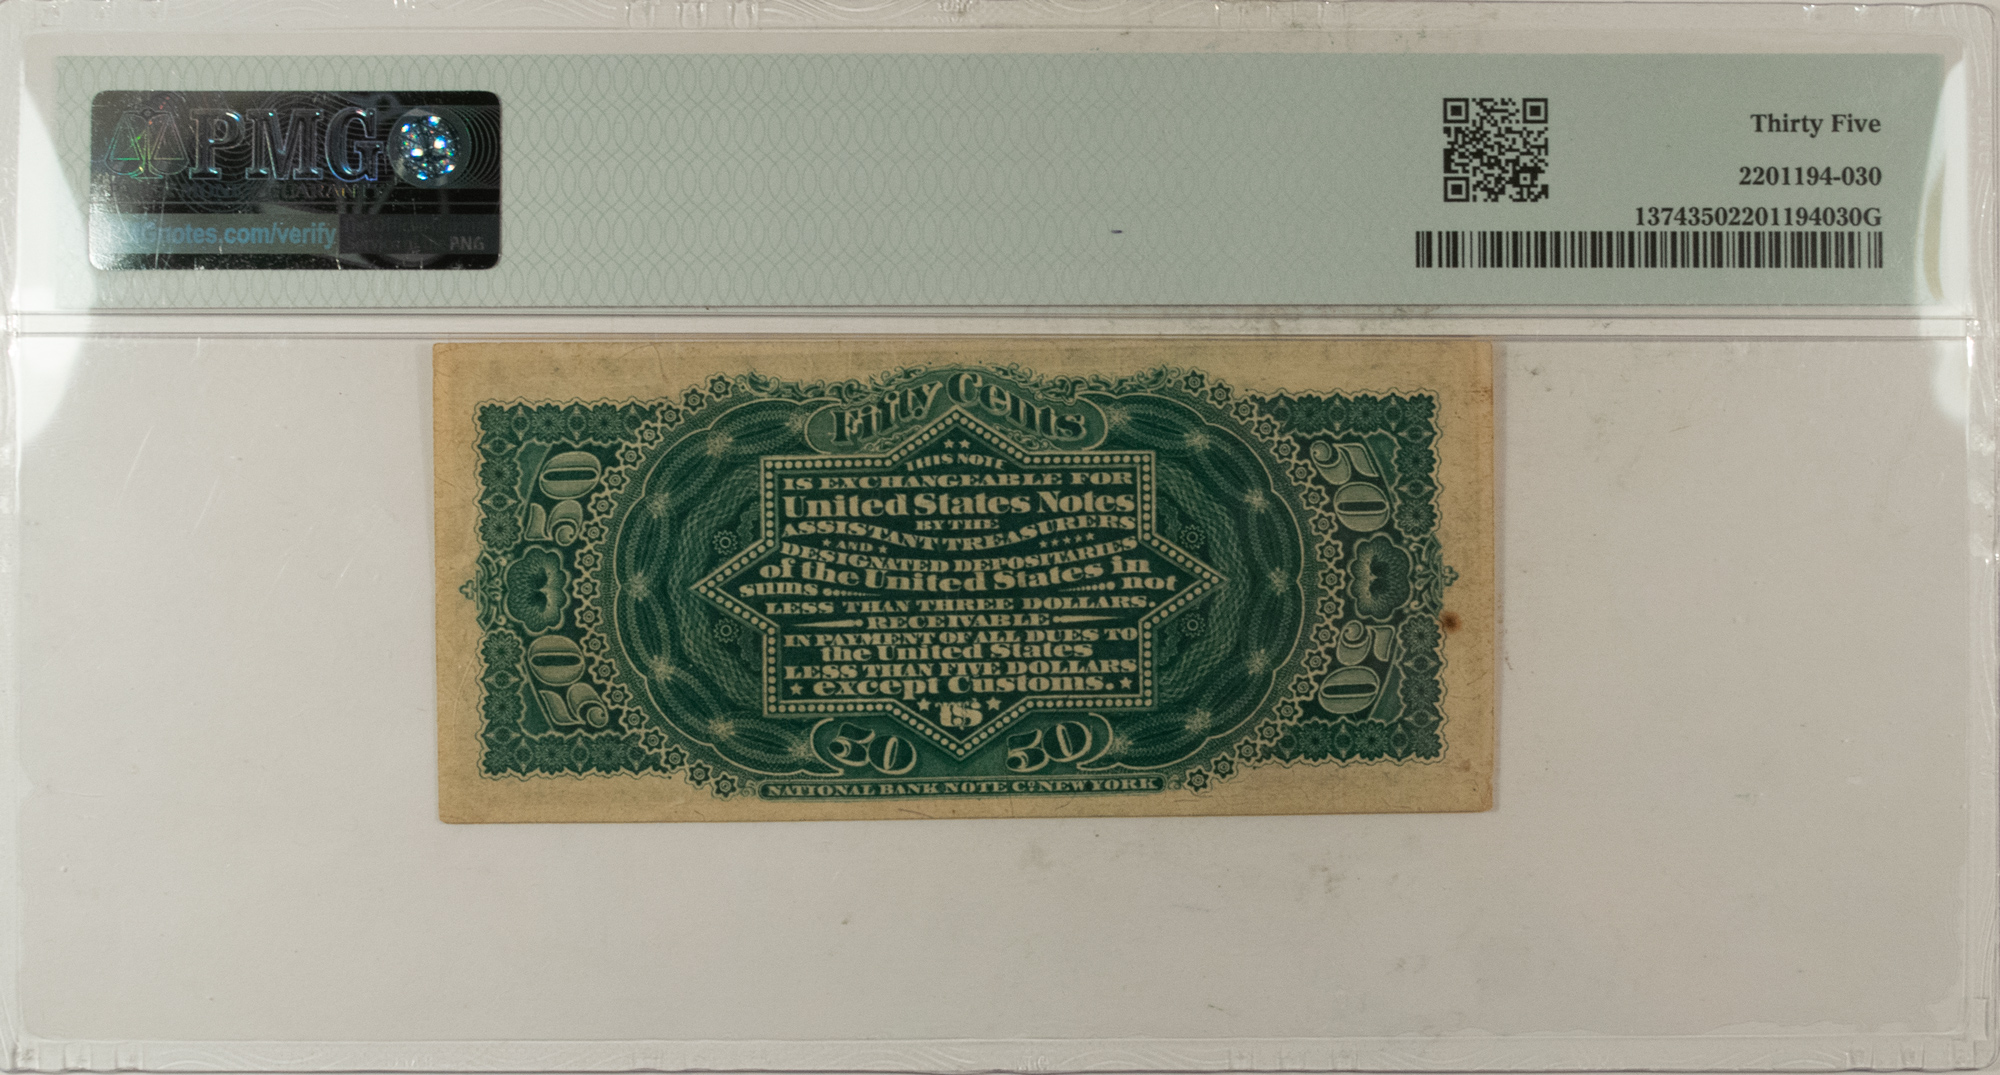 PMG
Thirty Five
2201194-030
13743502201194030G
Gnotes.com/verify
PNG
Fifty Cents
THIS NOTE
IS EXCHANGEABLE FOR
United States Notes
BY THE
ASSISTANT TREASURERS
AND
DESIGNATED DEPOSITARIES
of the United States in
sums not
LESS THAN THREE DOLLARS.
RECEIVABLE
IN PAYMENT OF ALL DUES TO
the United States
LESS THAN FIVE DOLLARS
except Customs.
US
50 50
50 50
50 50
NATIONAL BANK NOTE Co NEW YORK